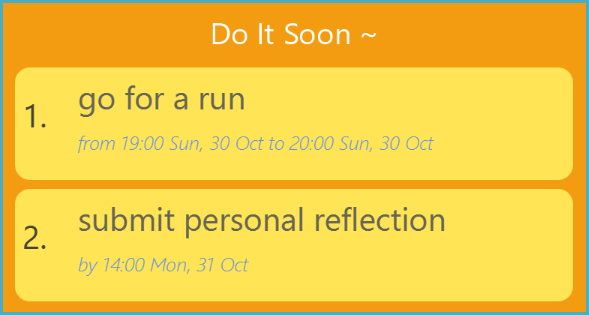 Do It Soon ~
1.
go for a run
from 19:00 Sun, 30 Oct to 20:00 Sun, 30 Oct
2.
submit personal reflection
by 14:00 Mon, 31 Oct